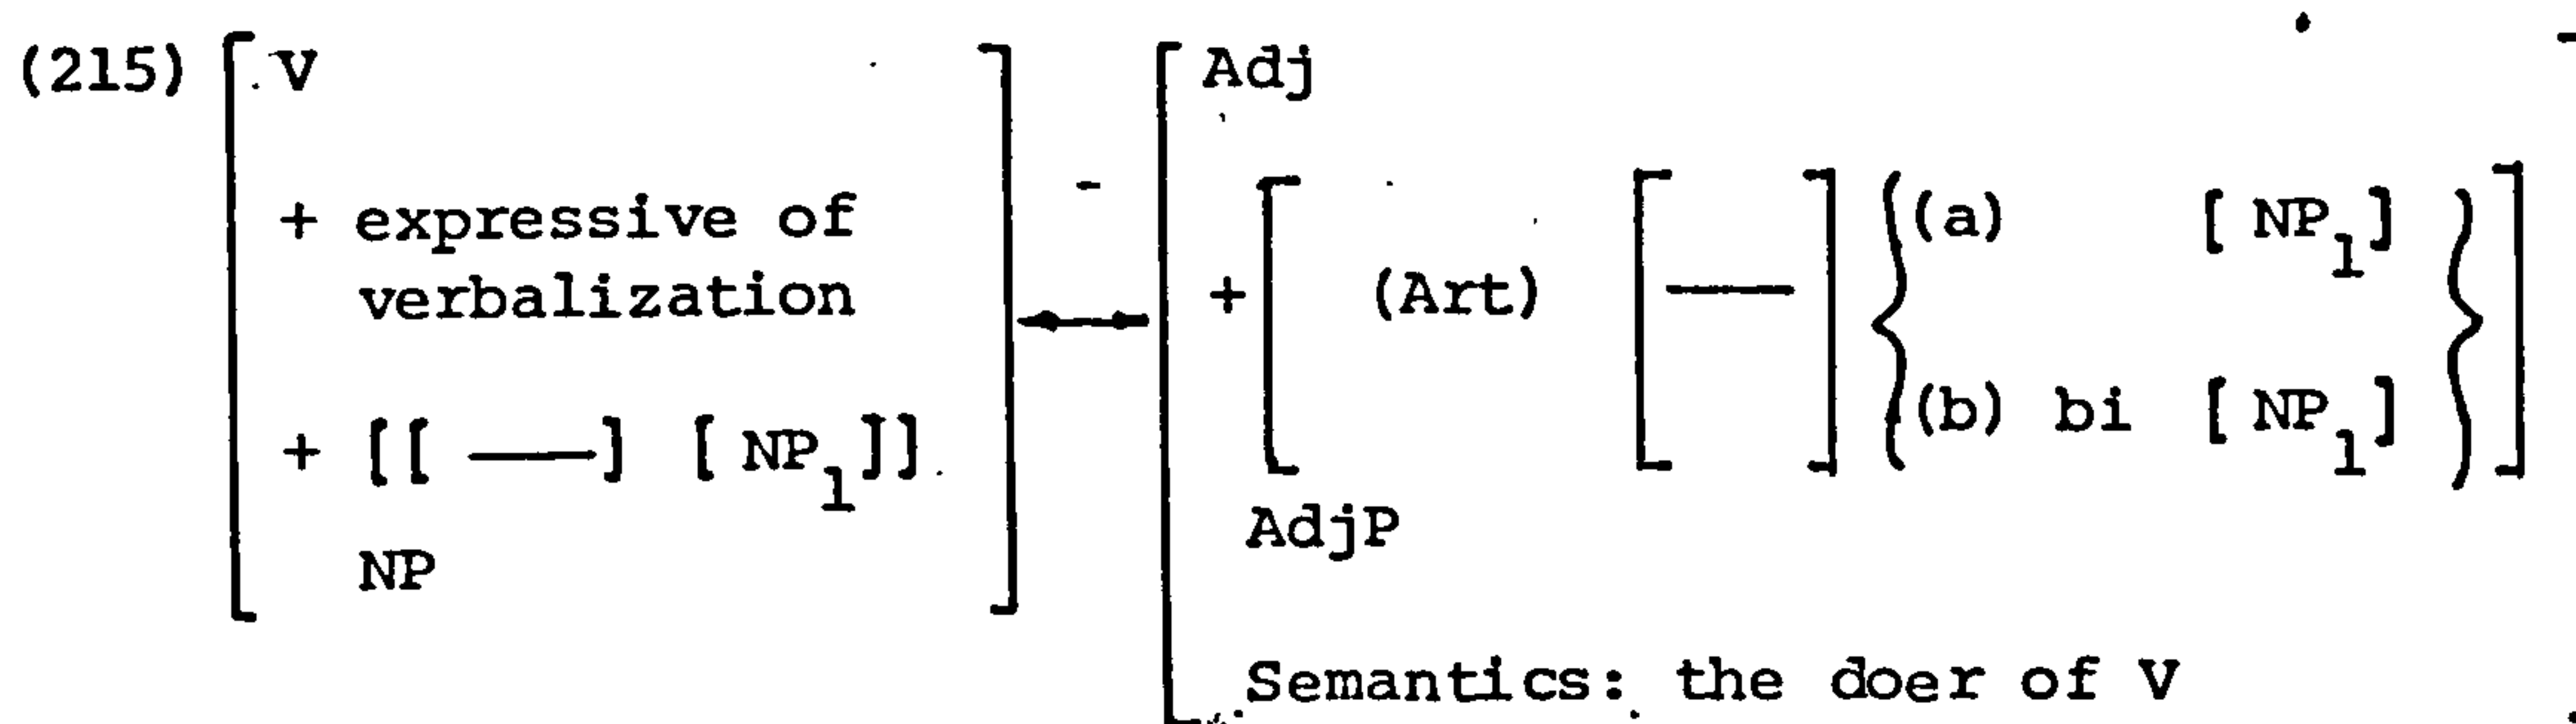 (215) [ V ] ↔ [ Adj
+ expressive of verbalization
+ [[ —— ] [ NP₁ ]]
NP
+ [ (Art) [ —— ] { (a) [ NP₁ ]
(b) bi [ NP₁ ] } ]
AdjP
Semantics: the doer of V